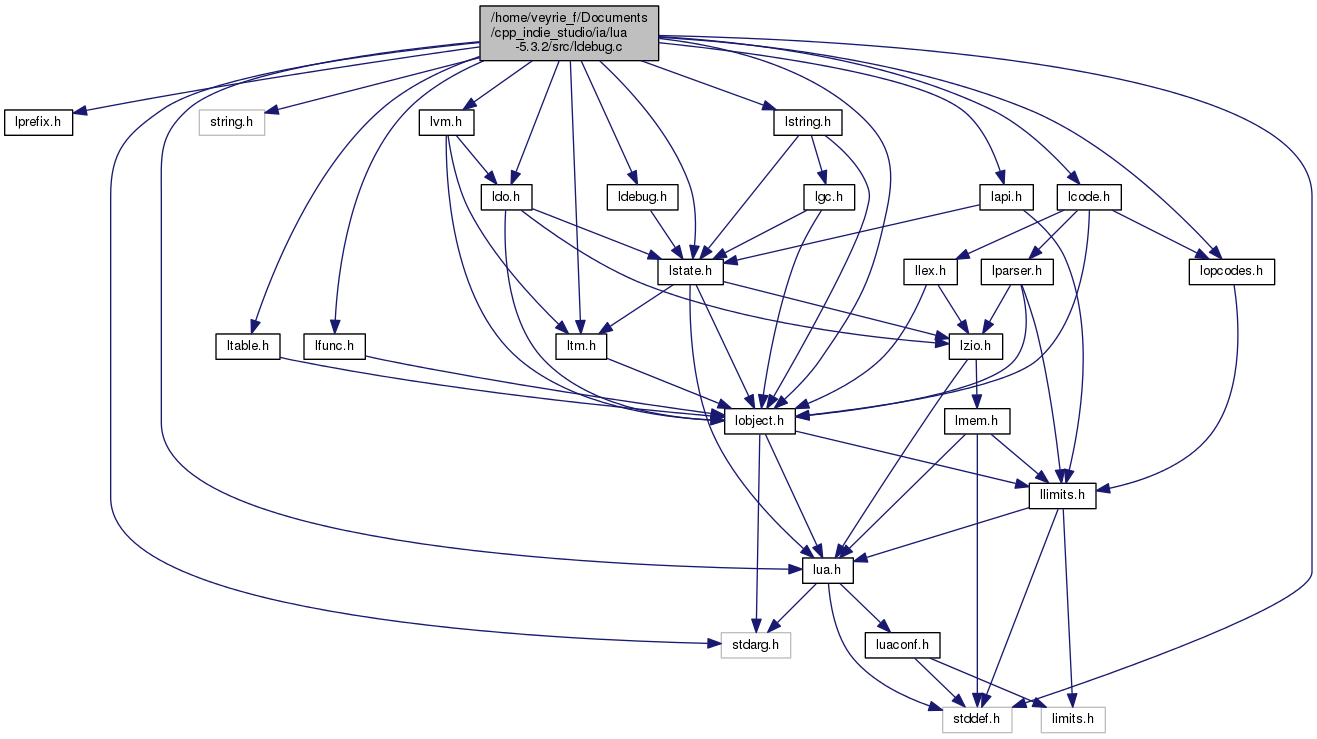 /home/veyrie_f/Documents
/cpp_indie_studio/ia/lua
-5.3.2/src/ldebug.c
lprefix.h
string.h
lvm.h
lstring.h
ldo.h
ldebug.h
lgc.h
lapi.h
lcode.h
lstate.h
llex.h
lparser.h
lopcodes.h
ltable.h
lfunc.h
ltm.h
lzio.h
lobject.h
lmem.h
llimits.h
lua.h
stdarg.h
luaconf.h
stddef.h
limits.h